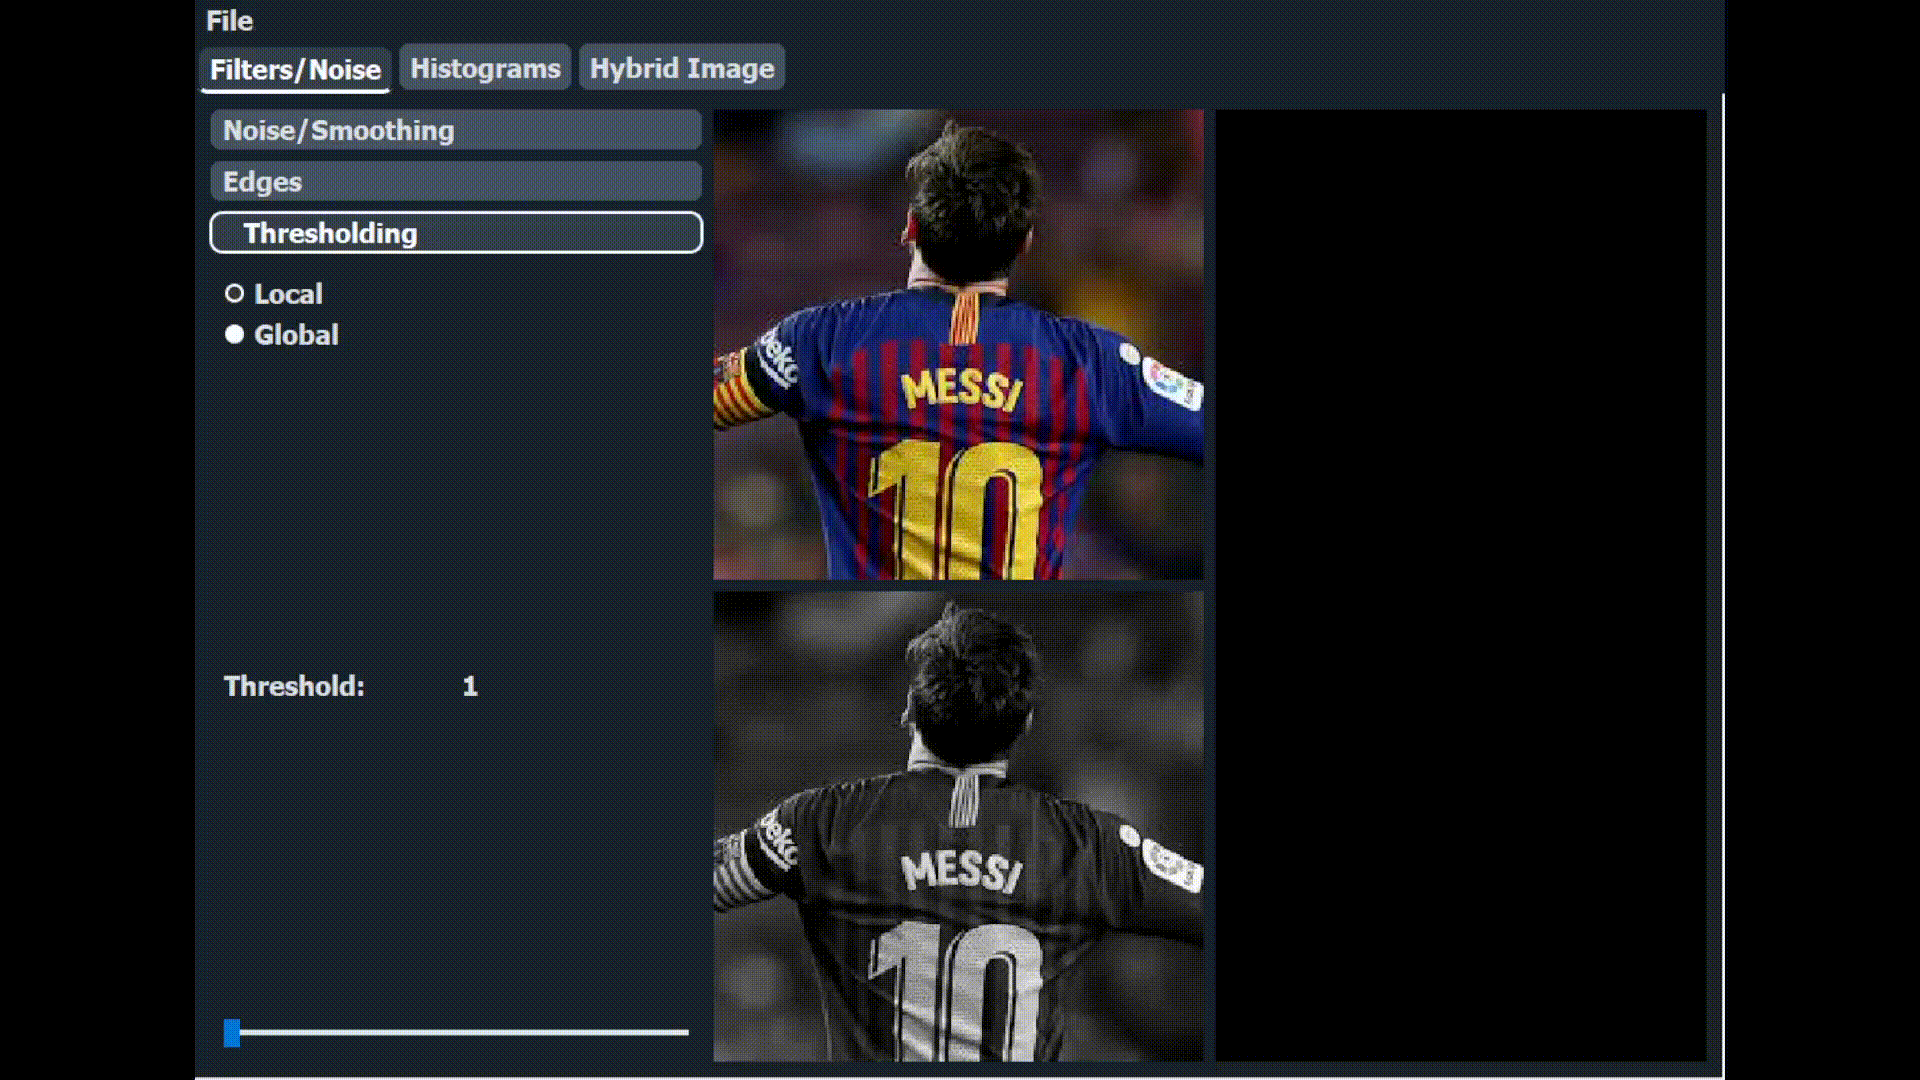 File
Filters/Noise Histograms Hybrid Image
Noise/Smoothing
Edges
Thresholding
Local
Global
Threshold: 1
beko
MESSI
10
beko
MESSI
10